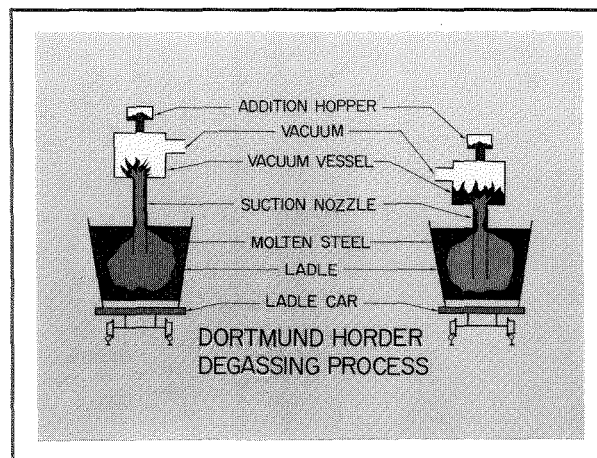 ADDITION HOPPER
VACUUM
VACUUM VESSEL
SUCTION NOZZLE
MOLTEN STEEL
LADLE
LADLE CAR
DORTMUND HORDER
DEGASSING PROCESS